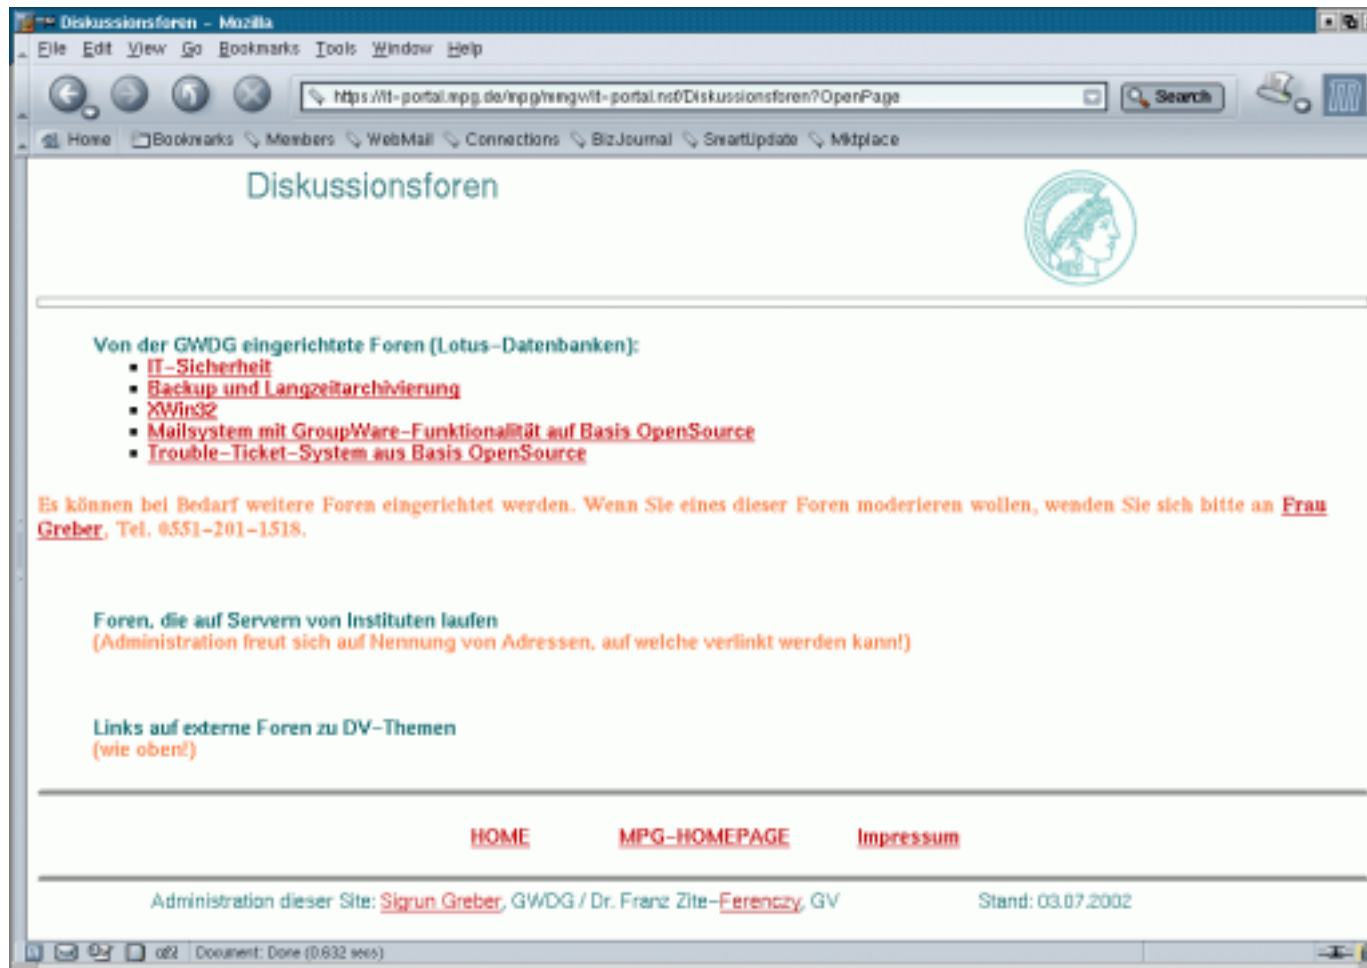 Diskussionsforen - Mozilla
File Edit View Go Bookmarks Tools Window Help
https://it-portal.mpg.de/mpg/mmgw/it-portal.nsf/Diskussionsforen?OpenPage Search
Home Bookmarks Members WebMail Connections BizJournal SmartUpdate Mktplace
Diskussionsforen
Von der GWDG eingerichtete Foren (Lotus-Datenbanken):
IT-Sicherheit
Backup und Langzeitarchivierung
XWin32
Mailsystem mit GroupWare-Funktionalität auf Basis OpenSource
Trouble-Ticket-System aus Basis OpenSource
Es können bei Bedarf weitere Foren eingerichtet werden. Wenn Sie eines dieser Foren moderieren wollen, wenden Sie sich bitte an Frau
Greber, Tel. 0551-201-1518.
Foren, die auf Servern von Instituten laufen
(Administration freut sich auf Nennung von Adressen, auf welche verlinkt werden kann!)
Links auf externe Foren zu DV-Themen
(wie oben!)
HOME MPG-HOMEPAGE Impressum
Administration dieser Site: Sigrun Greber, GWDG / Dr. Franz Zite-Ferenczy, GV Stand: 03.07.2002
Document: Done (0.632 secs)